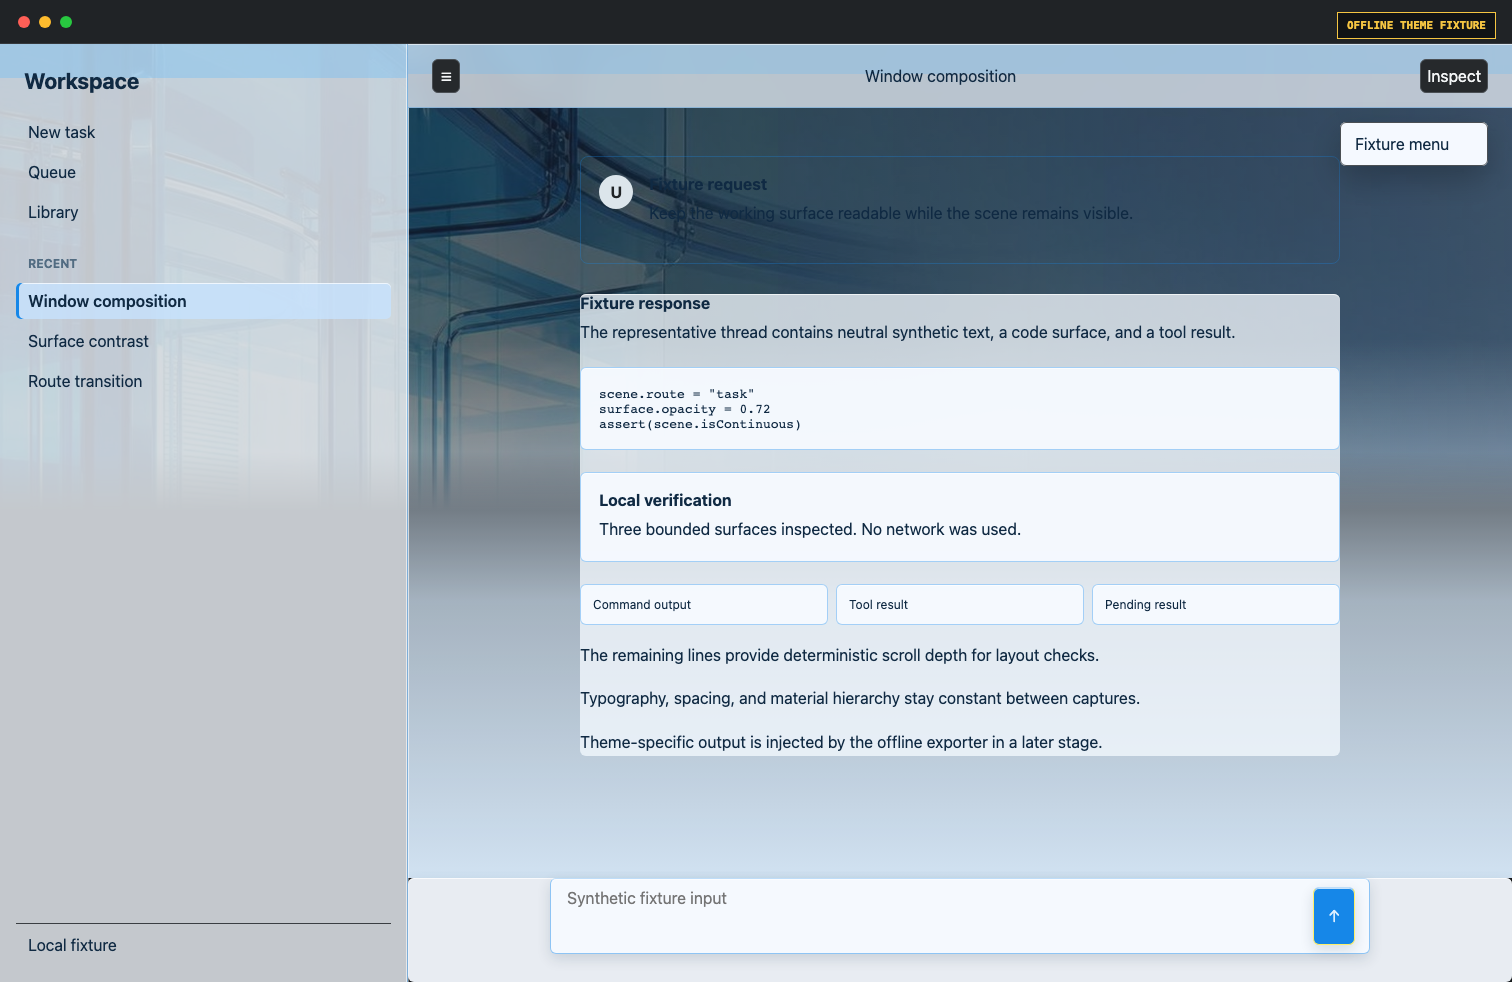 OFFLINE THEME FIXTURE
Workspace
New task
Queue
Library
RECENT
Window composition
Surface contrast
Route transition
Local fixture
Window composition
Inspect
Fixture menu
U
Fixture request
Keep the working surface readable while the scene remains visible.
Fixture response
The representative thread contains neutral synthetic text, a code surface, and a tool result.
scene.route = "task"
surface.opacity = 0.72
assert(scene.isContinuous)
Local verification
Three bounded surfaces inspected. No network was used.
Command output
Tool result
Pending result
The remaining lines provide deterministic scroll depth for layout checks.
Typography, spacing, and material hierarchy stay constant between captures.
Theme-specific output is injected by the offline exporter in a later stage.
Synthetic fixture input